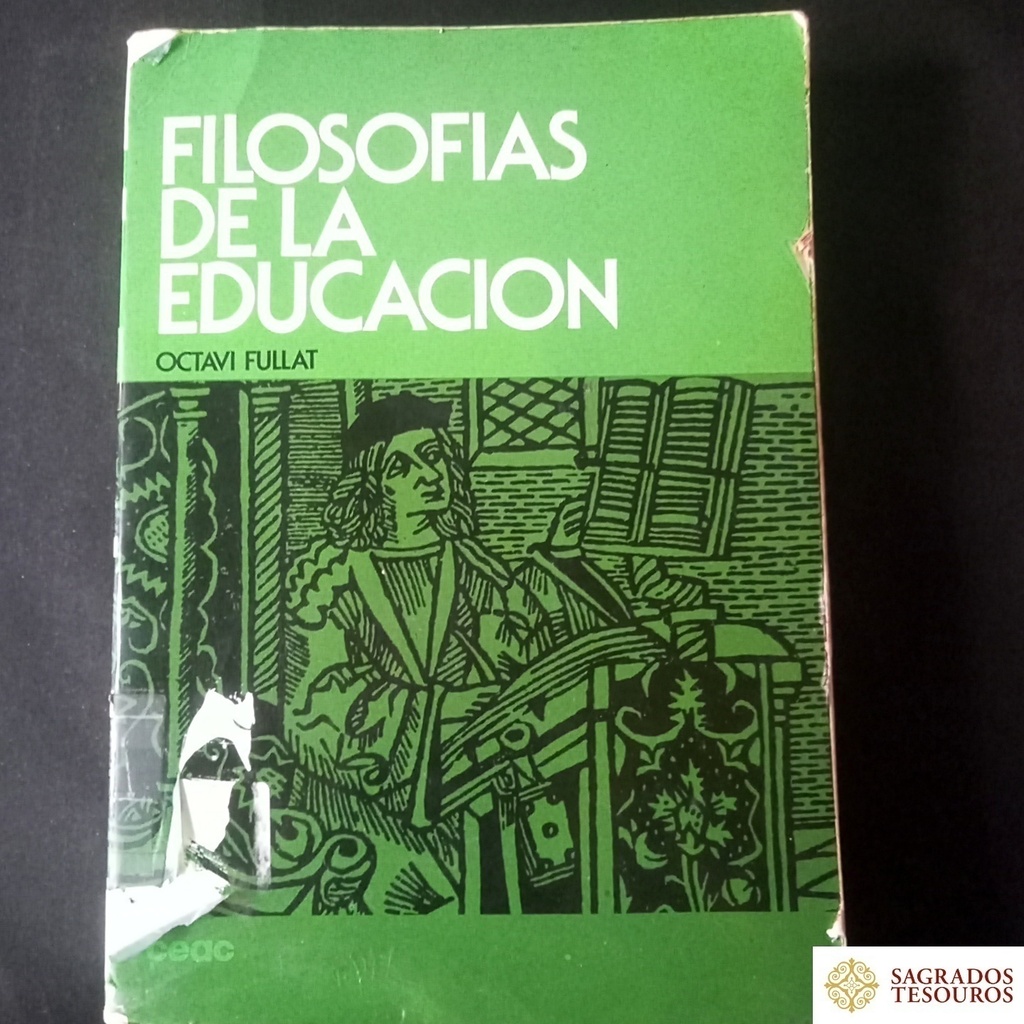 FILOSOFIAS
DE LA
EDUCACION
OCTAVI FULLAT
ceac
SAGRADOS
TESOUROS